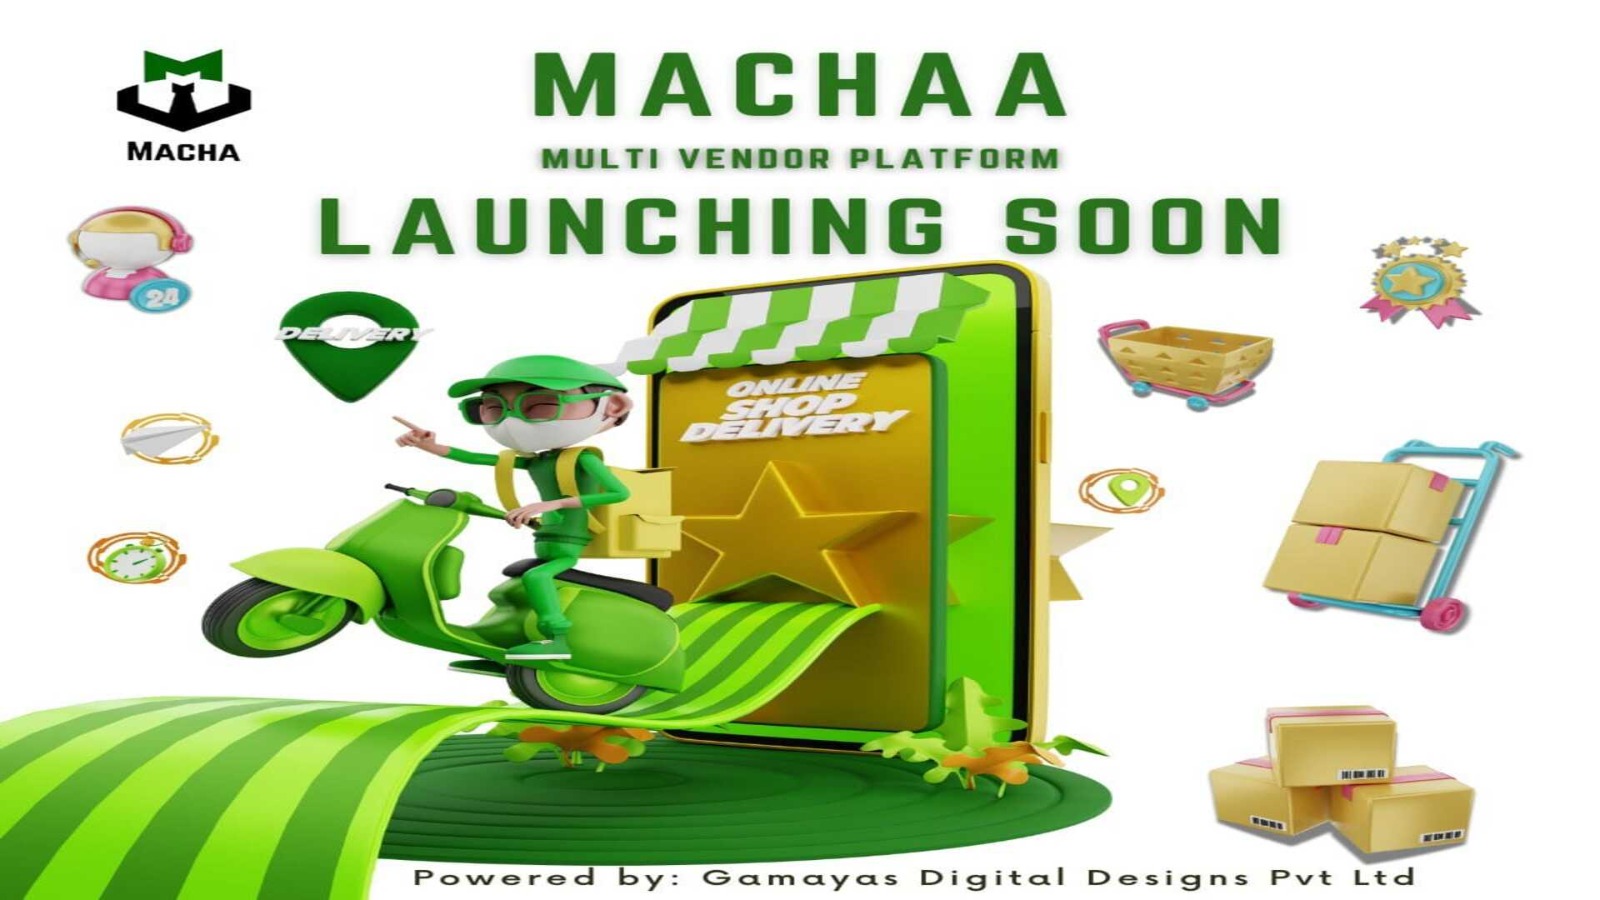 MACHAA
MACHA
MULTI VENDOR PLATFORM
LAUNCHING SOON
24
DELIVERY
ONLINE
SHOP
DELIVERY
Powered by: Gamayas Digital Designs Pvt Ltd